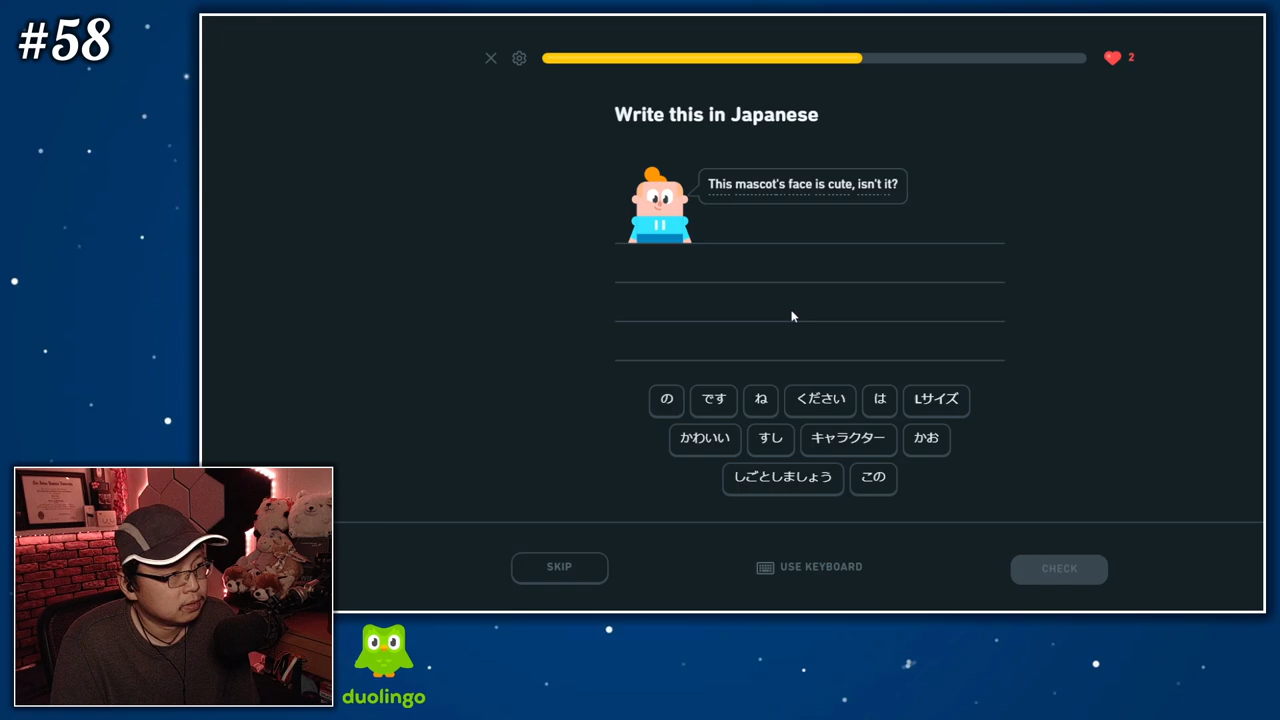 #58
2
Write this in Japanese
This mascot's face is cute, isn't it?
の です ね ください は Lサイズ
かわいい すし キャラクター かお
しごとしましょう この
SKIP
USE KEYBOARD
CHECK
duolingo